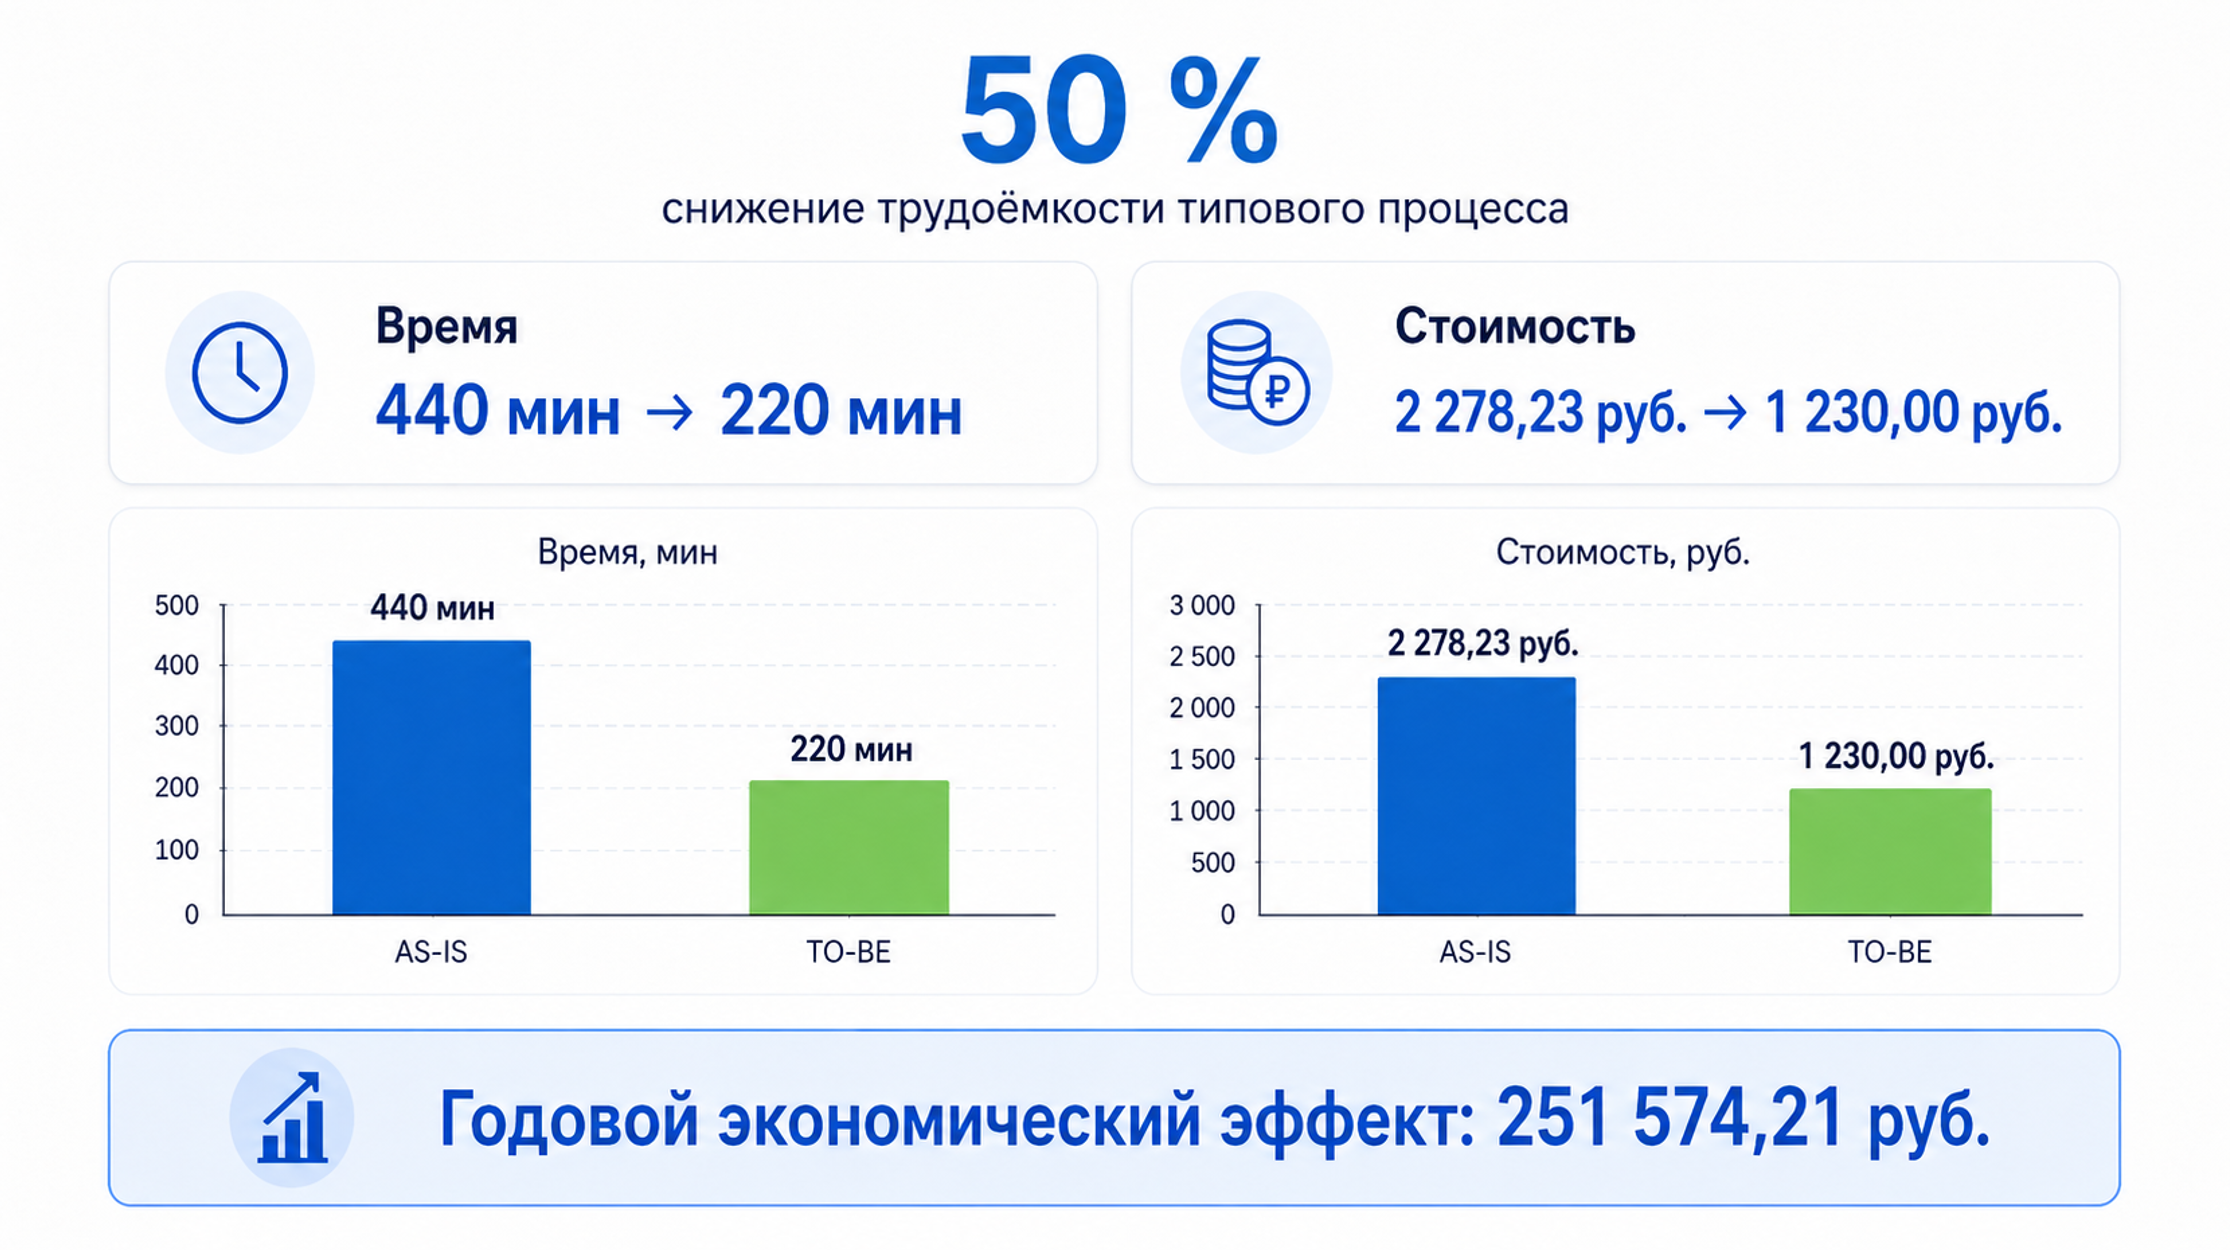 50 %
снижение трудоёмкости типового процесса
Время
440 мин → 220 мин
Стоимость
2 278,23 руб. → 1 230,00 руб.
Время, мин
500
400
300
200
100
0
440 мин
220 мин
AS-IS
TO-BE
Стоимость, руб.
3 000
2 500
2 000
1 500
1 000
500
0
2 278,23 руб.
1 230,00 руб.
AS-IS
TO-BE
Годовой экономический эффект: 251 574,21 руб.